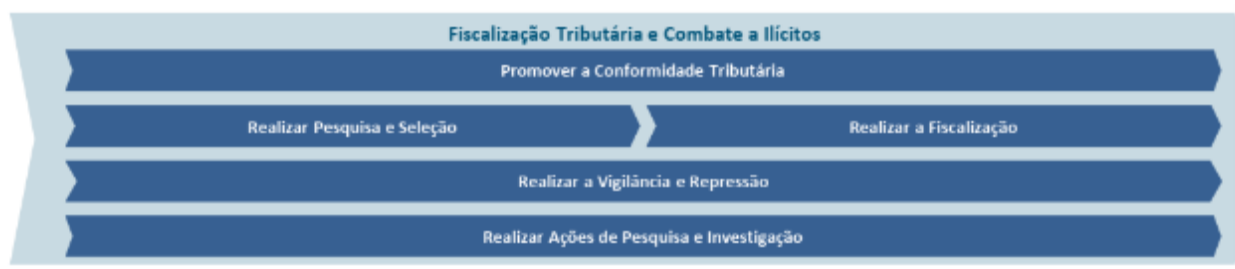 Fiscalização Tributária e Combate a Ilícitos
Promover a Conformidade Tributária
Realizar Pesquisa e Seleção
Realizar a Fiscalização
Realizar a Vigilância e Repressão
Realizar Ações de Pesquisa e Investigação